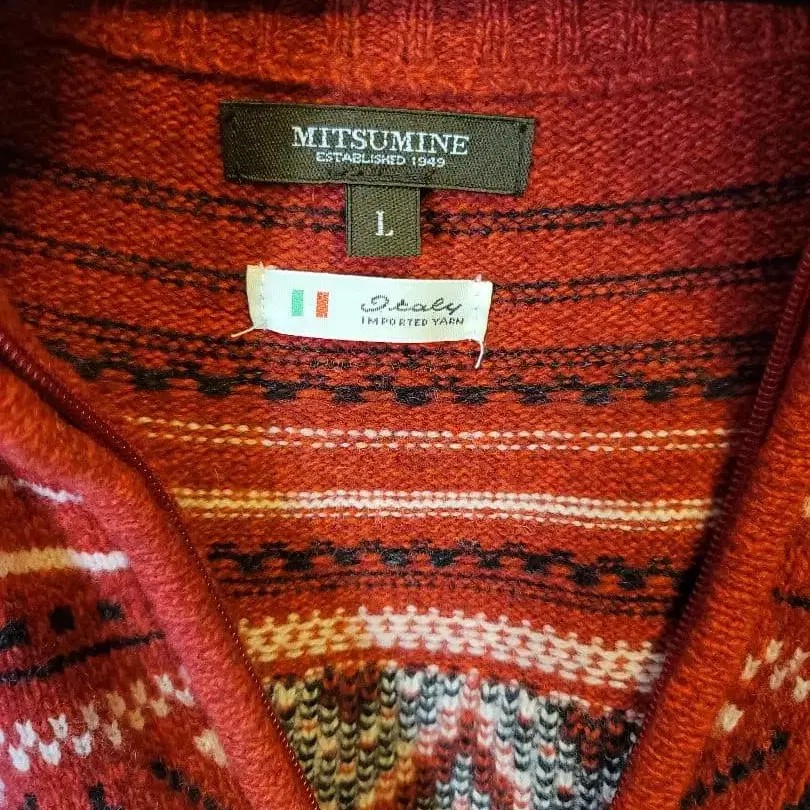 MITSUMINE
ESTABLISHED 1949
L
Italy
IMPORTED YARN